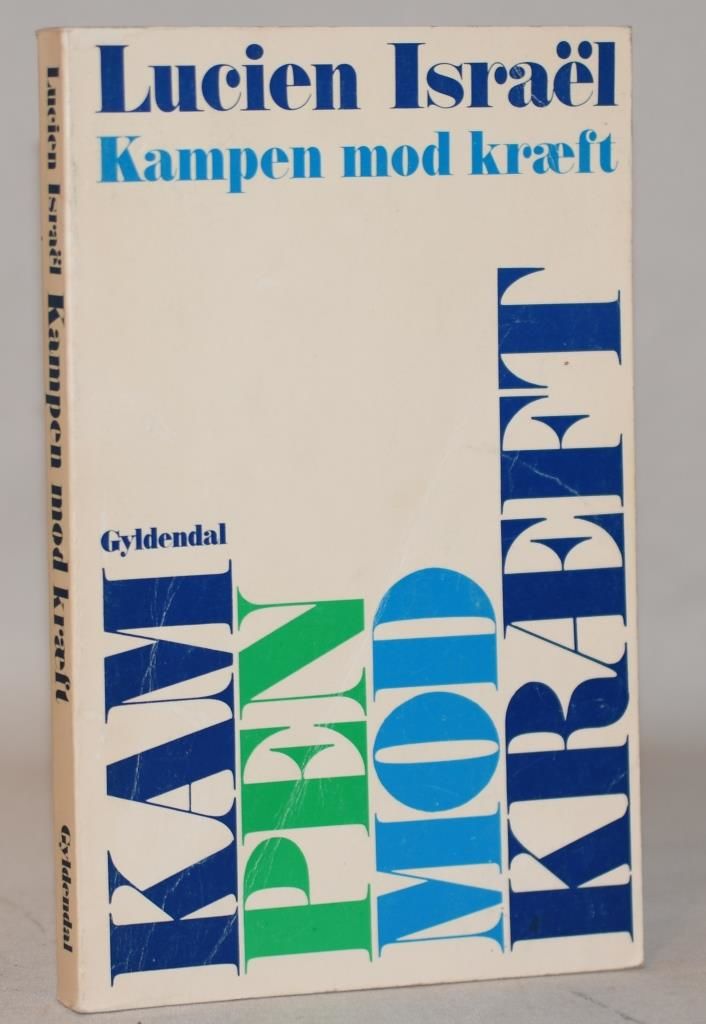 Lucien Israël
Kampen mod kræft
Gyldendal
KAM
PEN
MOD
KRÆFT
Lucien Israël Kampen mod kræft Gyldendal